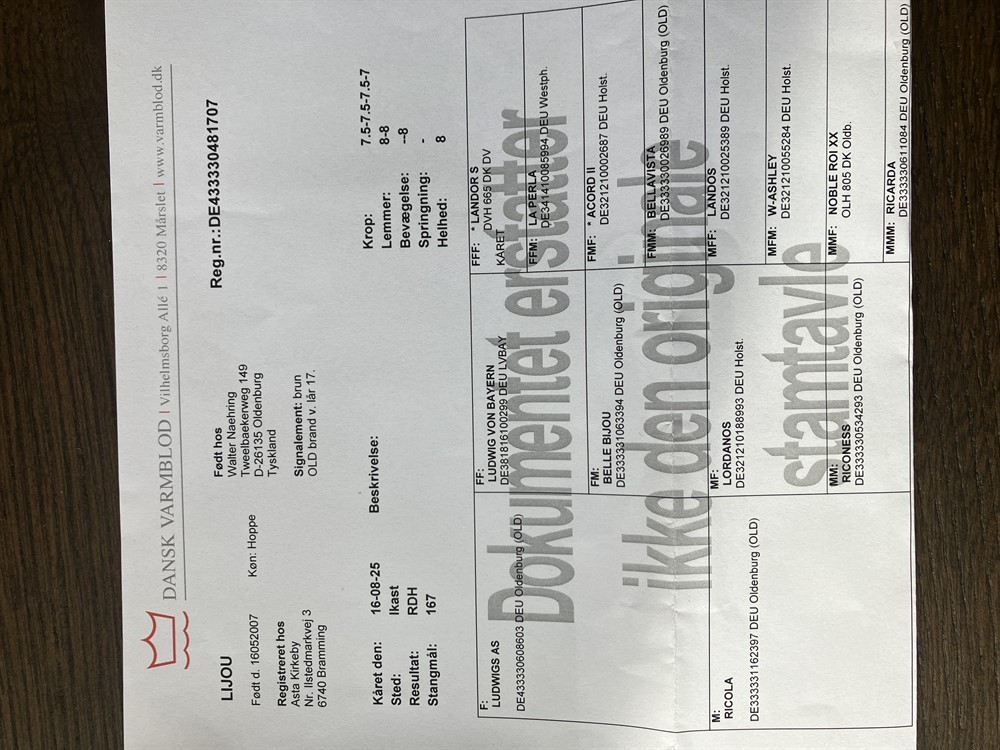 DANSK VARMBLOD | Vilhelmsborg Allé 1 | 8320 Mårslet | www.varmblod.dk
Reg.nr.:DE433330481707
LIJOU
Født d. 16052007
Køn: Hoppe
Registreret hos
Asta Kirkeby
Nr. Ilstedmarkvej 3
6740 Bramming
Født hos
Walter Naehring
Tweelbaekerweg 149
D-26135 Oldenburg
Tyskland
Signalement: brun
OLD brand v. lår 17.
Kåret den: 16-08-25
Sted: Ikast
Resultat: RDH
Stangmål: 167
Beskrivelse:
Krop: 7.5-7.5-7.5-7
Lemmer: 8-8
Bevægelse: --8
Springning: -
Helhed: 8
F:
LUDWIGS AS
DE433330608603 DEU Oldenburg (OLD)
M:
RICOLA
DE333331162397 DEU Oldenburg (OLD)
FF:
LUDWIG VON BAYERN
DE381816100299 DEU LVBAY
FM:
BELLE BIJOU
DE333331063394 DEU Oldenburg (OLD)
MF:
LORDANOS
DE321210188993 DEU Holst.
MM:
RICONESS
DE333330534293 DEU Oldenburg (OLD)
FFF: * LANDOR S
DVH 665 DK DV
KÅRET
FFM: LA PERLA
DE341410085994 DEU Westph.
FMF: * ACORD II
DE321210002687 DEU Holst.
FMM: BELLAVISTA
DE333330026989 DEU Oldenburg (OLD)
MFF: LANDOS
DE321210025389 DEU Holst.
MFM: W-ASHLEY
DE321210055284 DEU Holst.
MMF: NOBLE ROI XX
OLH 805 DK Oldb.
MMM: RICARDA
DE333330611084 DEU Oldenburg (OLD)
Dokumentet erstatter
ikke den originale
stamtavle